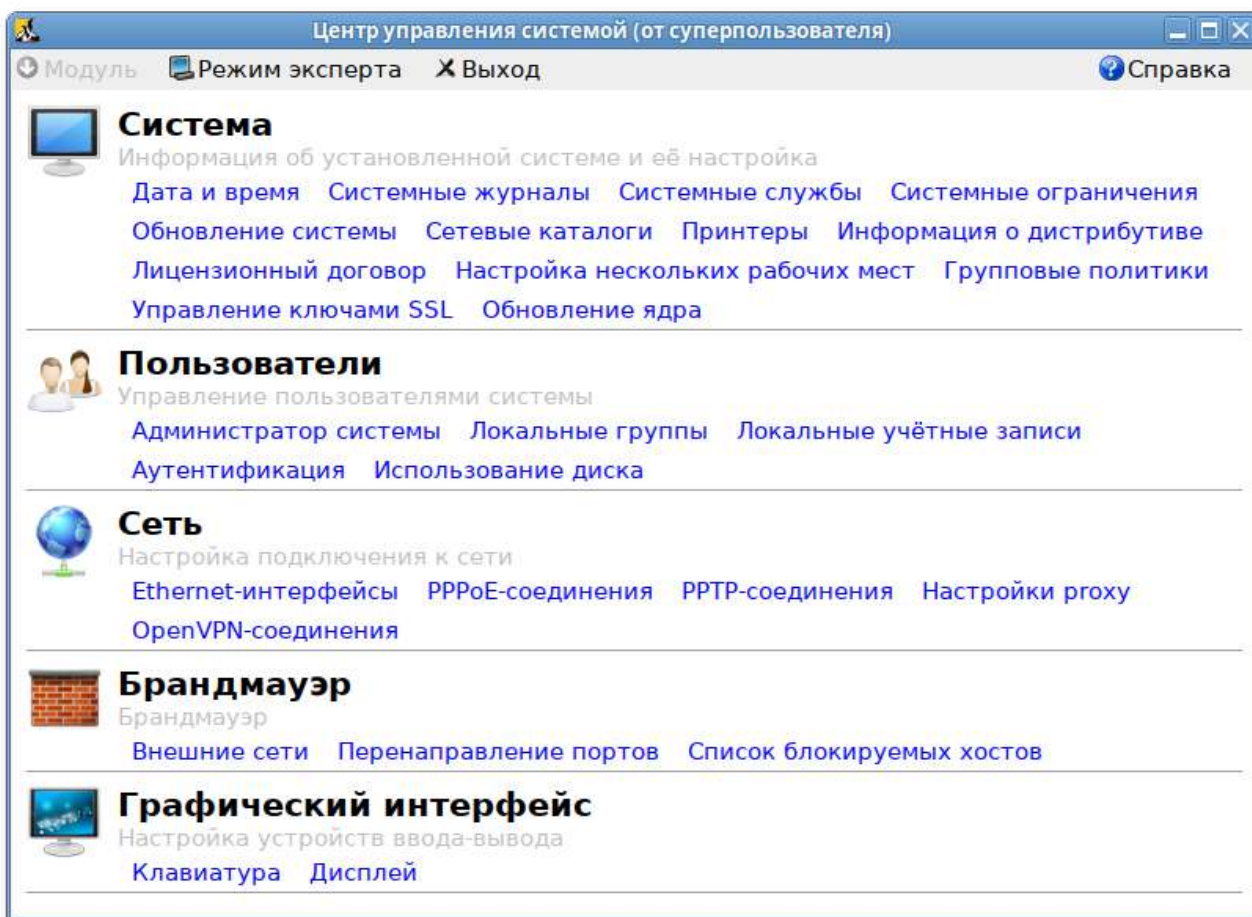 Центр управления системой (от суперпользователя)
Модуль Режим эксперта Выход Справка
Система
Информация об установленной системе и её настройка
Дата и время Системные журналы Системные службы Системные ограничения
Обновление системы Сетевые каталоги Принтеры Информация о дистрибутиве
Лицензионный договор Настройка нескольких рабочих мест Групповые политики
Управление ключами SSL Обновление ядра
Пользователи
Управление пользователями системы
Администратор системы Локальные группы Локальные учётные записи
Аутентификация Использование диска
Сеть
Настройка подключения к сети
Ethernet-интерфейсы PPPoE-соединения PPTP-соединения Настройки proxy
OpenVPN-соединения
Брандмауэр
Брандмауэр
Внешние сети Перенаправление портов Список блокируемых хостов
Графический интерфейс
Настройка устройств ввода-вывода
Клавиатура Дисплей